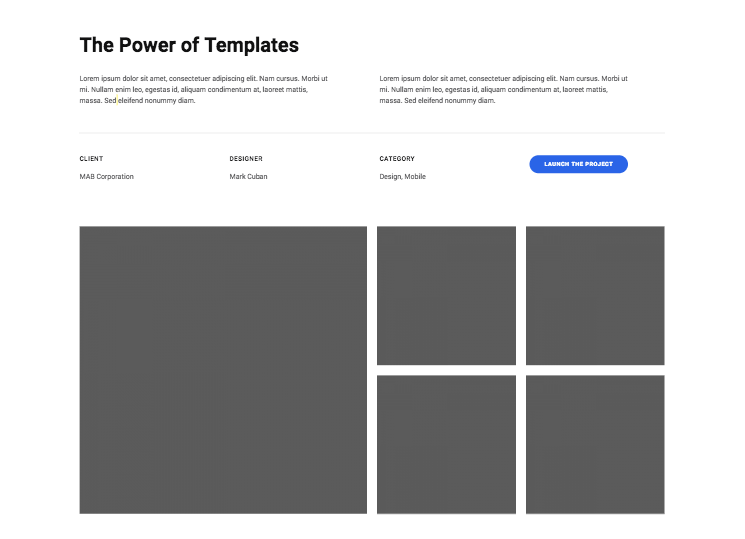 The Power of Templates
Lorem ipsum dolor sit amet, consectetuer adipiscing elit. Nam cursus. Morbi ut
mi. Nullam enim leo, egestas id, aliquam condimentum at, laoreet mattis,
massa. Sed eleifend nonummy diam.
Lorem ipsum dolor sit amet, consectetuer adipiscing elit. Nam cursus. Morbi ut
mi. Nullam enim leo, egestas id, aliquam condimentum at, laoreet mattis,
massa. Sed eleifend nonummy diam.
CLIENT
MAB Corporation
DESIGNER
Mark Cuban
CATEGORY
Design, Mobile
LAUNCH THE PROJECT